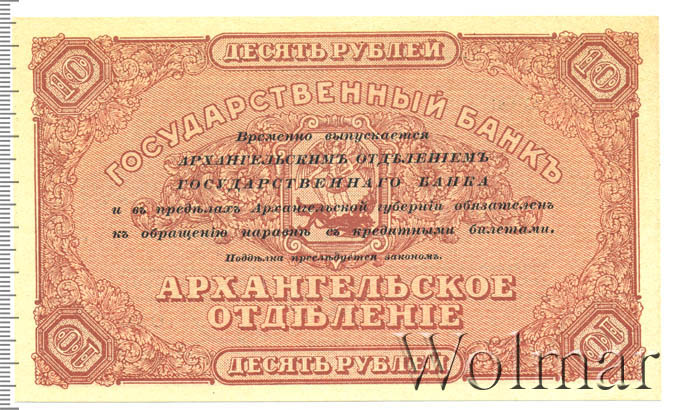 10 ДЕСЯТЬ РУБЛЕЙ 10
ГОСУДАРСТВЕННЫЙ БАНКЪ
Временно выпускается
АРХАНГЕЛЬСКИМЪ ОТДѢЛЕНІЕМЪ
ГОСУДАРСТВЕННАГО БАНКА
и въ предѣлахъ Архангельской губерніи обязателенъ
къ обращенію наравнѣ съ кредитными билетами.
Поддѣлка преслѣдуется закономъ.
АРХАНГЕЛЬСКОЕ
ОТДѢЛЕНІЕ
10 ДЕСЯТЬ РУБЛЕЙ 10
Wolmar